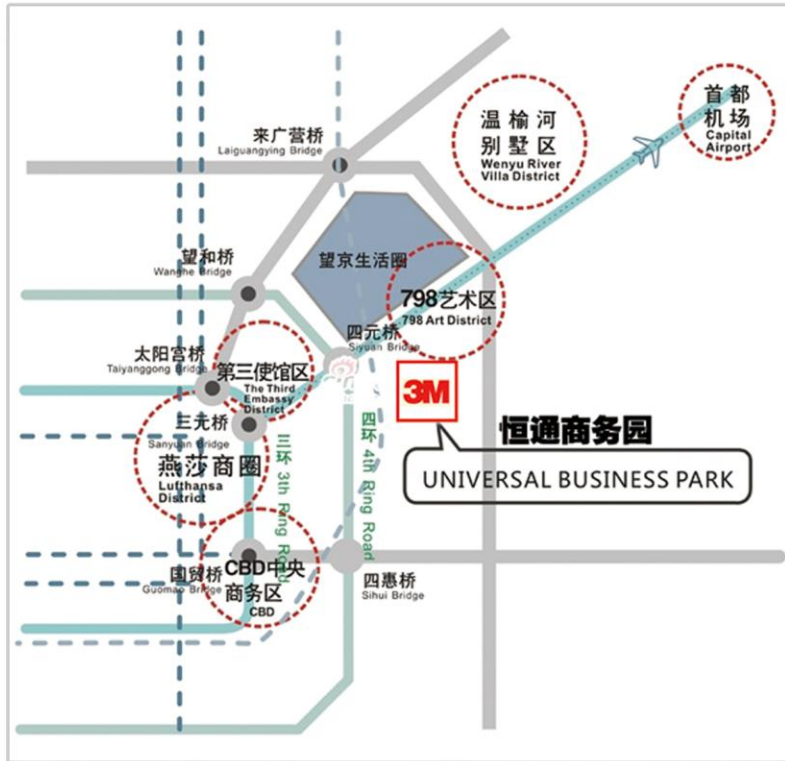 首都
机场
Capital
Airport
温榆河
别墅区
Wenyu River
Villa District
来广营桥
Laiguangying Bridge
望和桥
Wanghe Bridge
望京生活圈
798艺术区
798 Art District
四元桥
Siyuan Bridge
太阳宫桥
Taiyanggong Bridge
第三使馆区
The Third
Embassy
District
3M
三元桥
Sanyuan Bridge
恒通商务园
UNIVERSAL BUSINESS PARK
燕莎商圈
Lufthansa
District
三环 3th Ring Road
四环 4th Ring Road
国贸桥
Guomao Bridge
CBD中央
商务区
CBD
四惠桥
Sihui Bridge